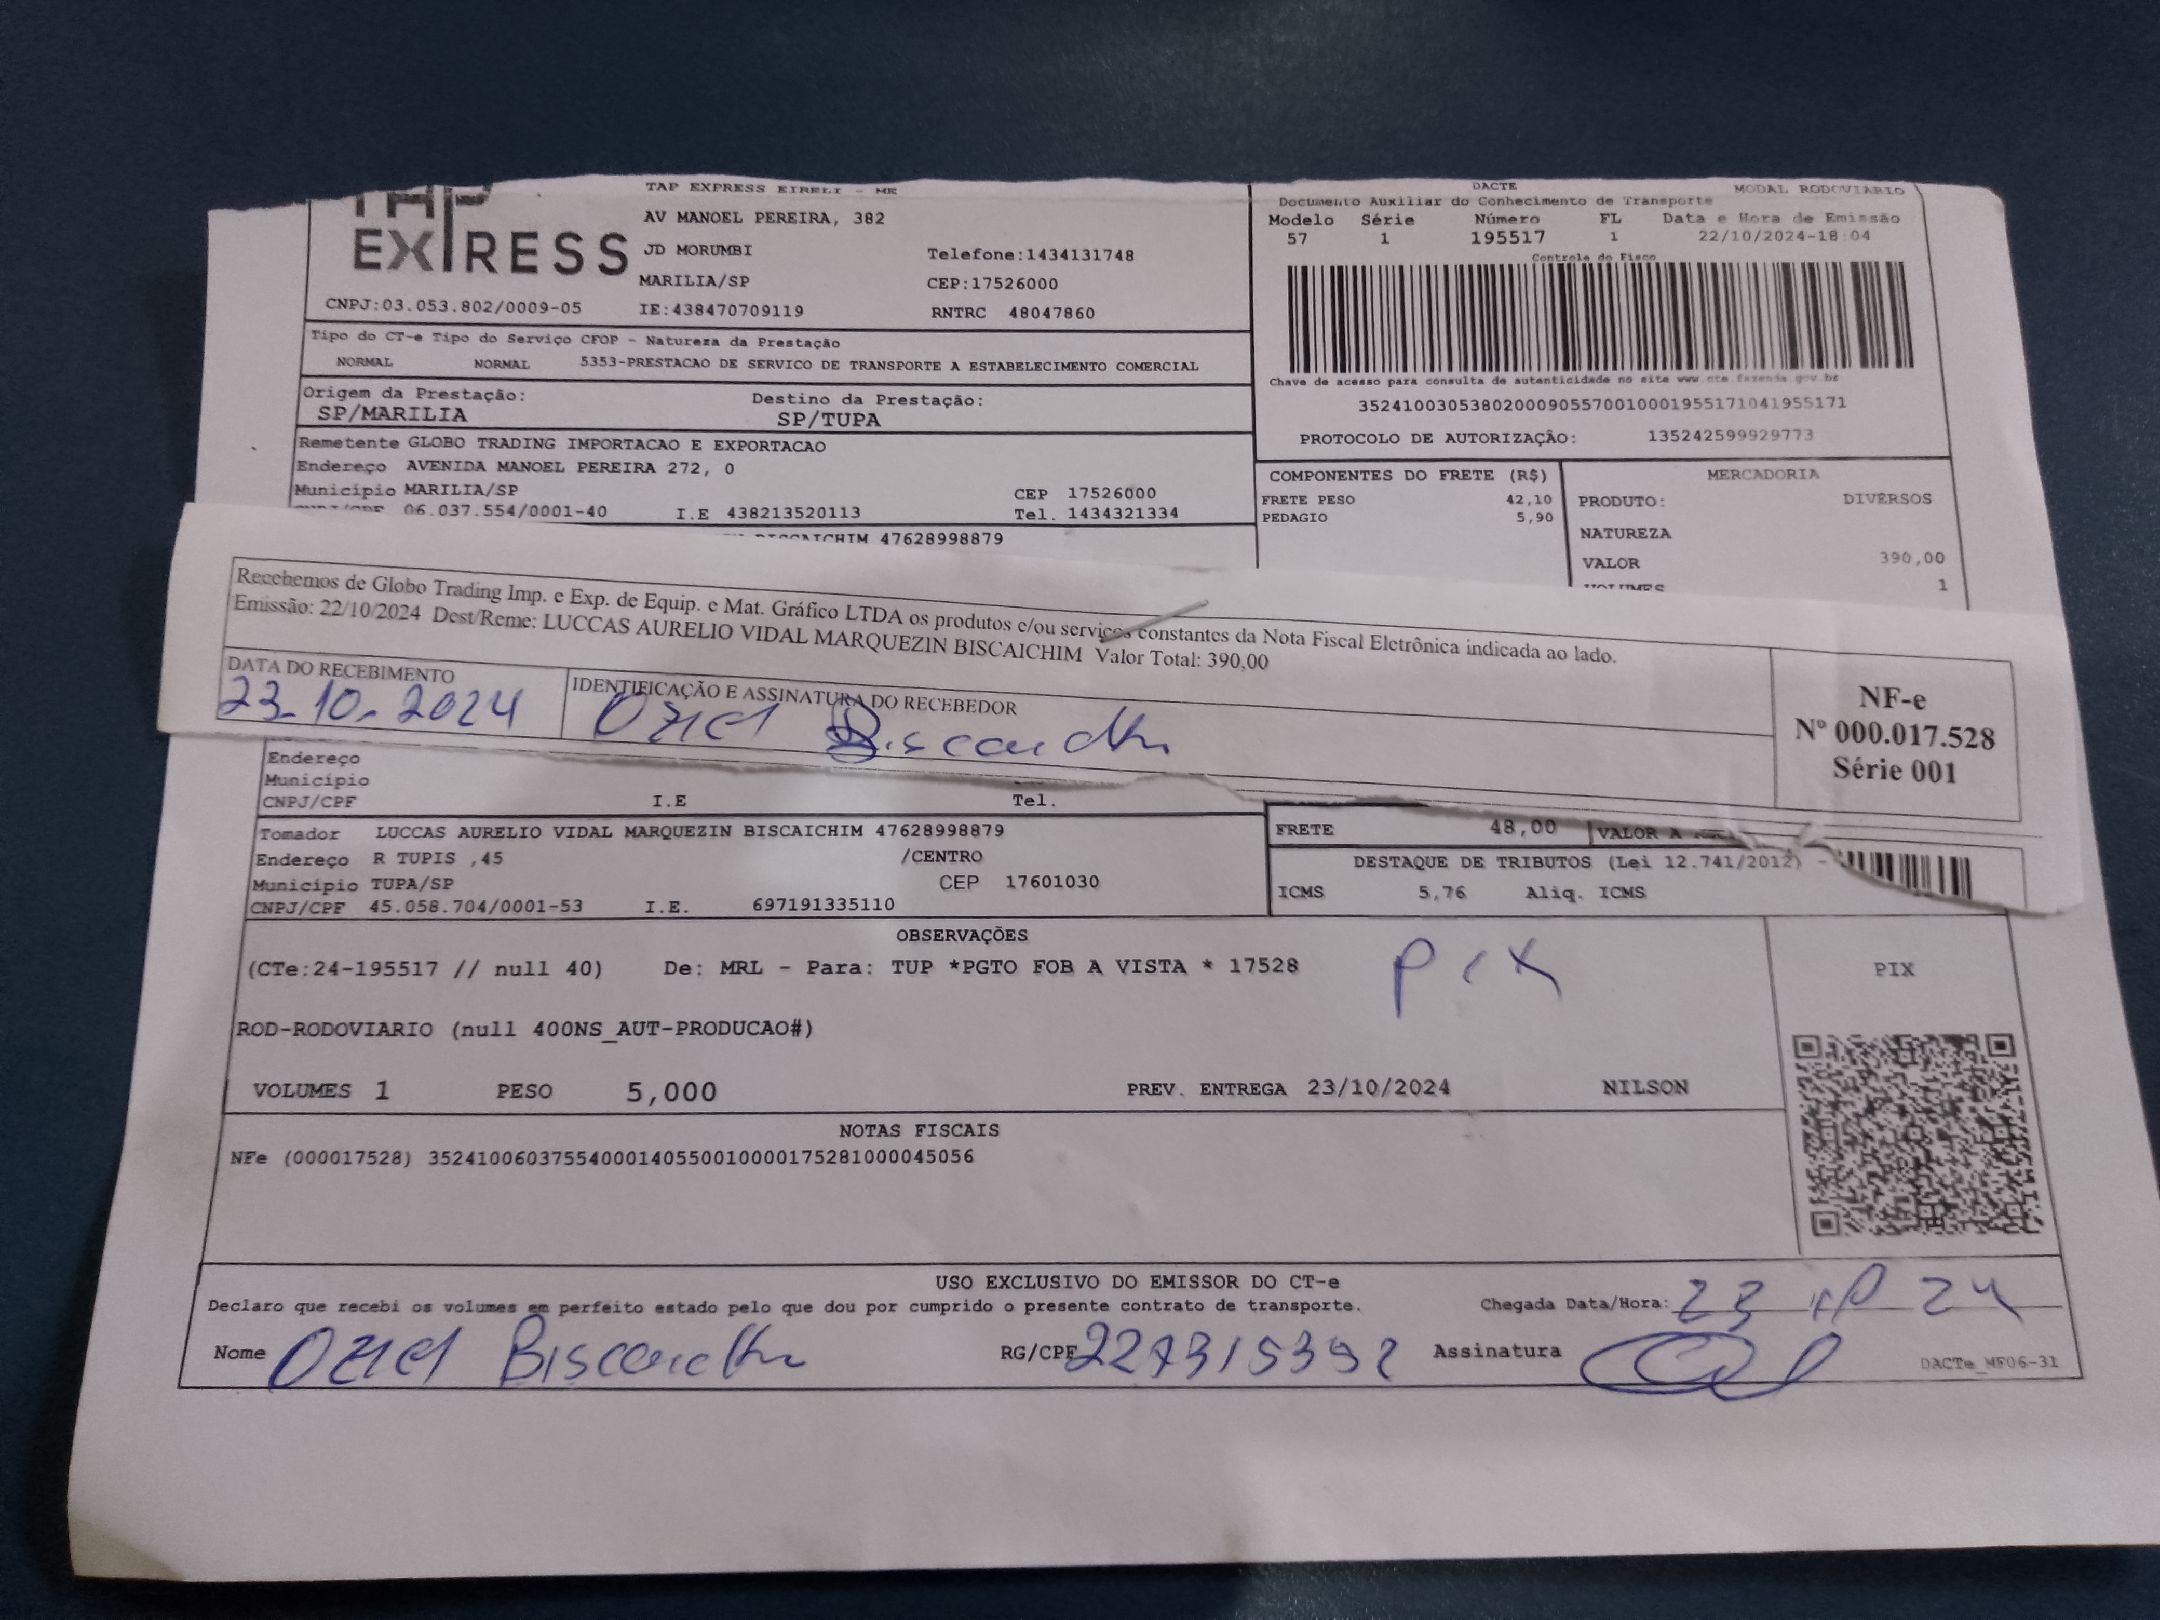 TAP EXPRESS
TAP EXPRESS EIRELI - ME
AV MANOEL PEREIRA, 382
JD MORUMBI Telefone:1434131748
MARILIA/SP CEP:17526000
CNPJ:03.053.802/0009-05 IE:438470709119 RNTRC 48047860
DACTE MODAL RODOVIARIO
Documento Auxiliar do Conhecimento de Transporte
Modelo Série Número FL Data e Hora de Emissão
57 1 195517 1 22/10/2024-18:04
Controle do Fisco
Chave de acesso para consulta de autenticidade no site www.cte.fazenda.gov.br
35241003053802000905570010001955171041955171
PROTOCOLO DE AUTORIZAÇÃO: 135242599929773
Tipo do CT-e Tipo do Serviço CFOP - Natureza da Prestação
NORMAL NORMAL 5353-PRESTACAO DE SERVICO DE TRANSPORTE A ESTABELECIMENTO COMERCIAL
Origem da Prestação: Destino da Prestação:
SP/MARILIA SP/TUPA
Remetente GLOBO TRADING IMPORTACAO E EXPORTACAO
Endereço AVENIDA MANOEL PEREIRA 272, 0
Município MARILIA/SP CEP 17526000
CNPJ/CPF 06.037.554/0001-40 I.E 438213520113 Tel. 1434321334
BISCAICHIM 47628998879
COMPONENTES DO FRETE (R$)
FRETE PESO 42,10
PEDAGIO 5,90
MERCADORIA
PRODUTO: DIVERSOS
NATUREZA
VALOR 390,00
VOLUMES 1
Recebemos de Globo Trading Imp. e Exp. de Equip. e Mat. Gráfico LTDA os produtos e/ou serviços constantes da Nota Fiscal Eletrônica indicada ao lado.
Emissão: 22/10/2024 Dest/Reme: LUCCAS AURELIO VIDAL MARQUEZIN BISCAICHIM Valor Total: 390,00
DATA DO RECEBIMENTO IDENTIFICAÇÃO E ASSINATURA DO RECEBEDOR
23-10-2024 Oziel
NF-e
Nº 000.017.528
Série 001
Endereço
Município
CNPJ/CPF I.E Tel.
Tomador LUCCAS AURELIO VIDAL MARQUEZIN BISCAICHIM 47628998879
Endereço R TUPIS ,45 /CENTRO
Município TUPA/SP CEP 17601030
CNPJ/CPF 45.058.704/0001-53 I.E. 697191335110
FRETE 48,00 VALOR A
DESTAQUE DE TRIBUTOS (Lei 12.741/2012) -
ICMS 5,76 Aliq. ICMS
OBSERVAÇÕES
(CTe:24-195517 // null 40) De: MRL - Para: TUP *PGTO FOB A VISTA * 17528
Pix
PIX
ROD-RODOVIARIO (null 400NS_AUT-PRODUCAO#)
VOLUMES 1 PESO 5,000 PREV. ENTREGA 23/10/2024 NILSON
NOTAS FISCAIS
NFe (000017528) 35241006037554000140550010000175281000045056
USO EXCLUSIVO DO EMISSOR DO CT-e
Declaro que recebi os volumes em perfeito estado pelo que dou por cumprido o presente contrato de transporte. Chegada Data/Hora: 23 10 24
Nome Oziel RG/CPF 227315392 Assinatura
DACTe_MF06-31